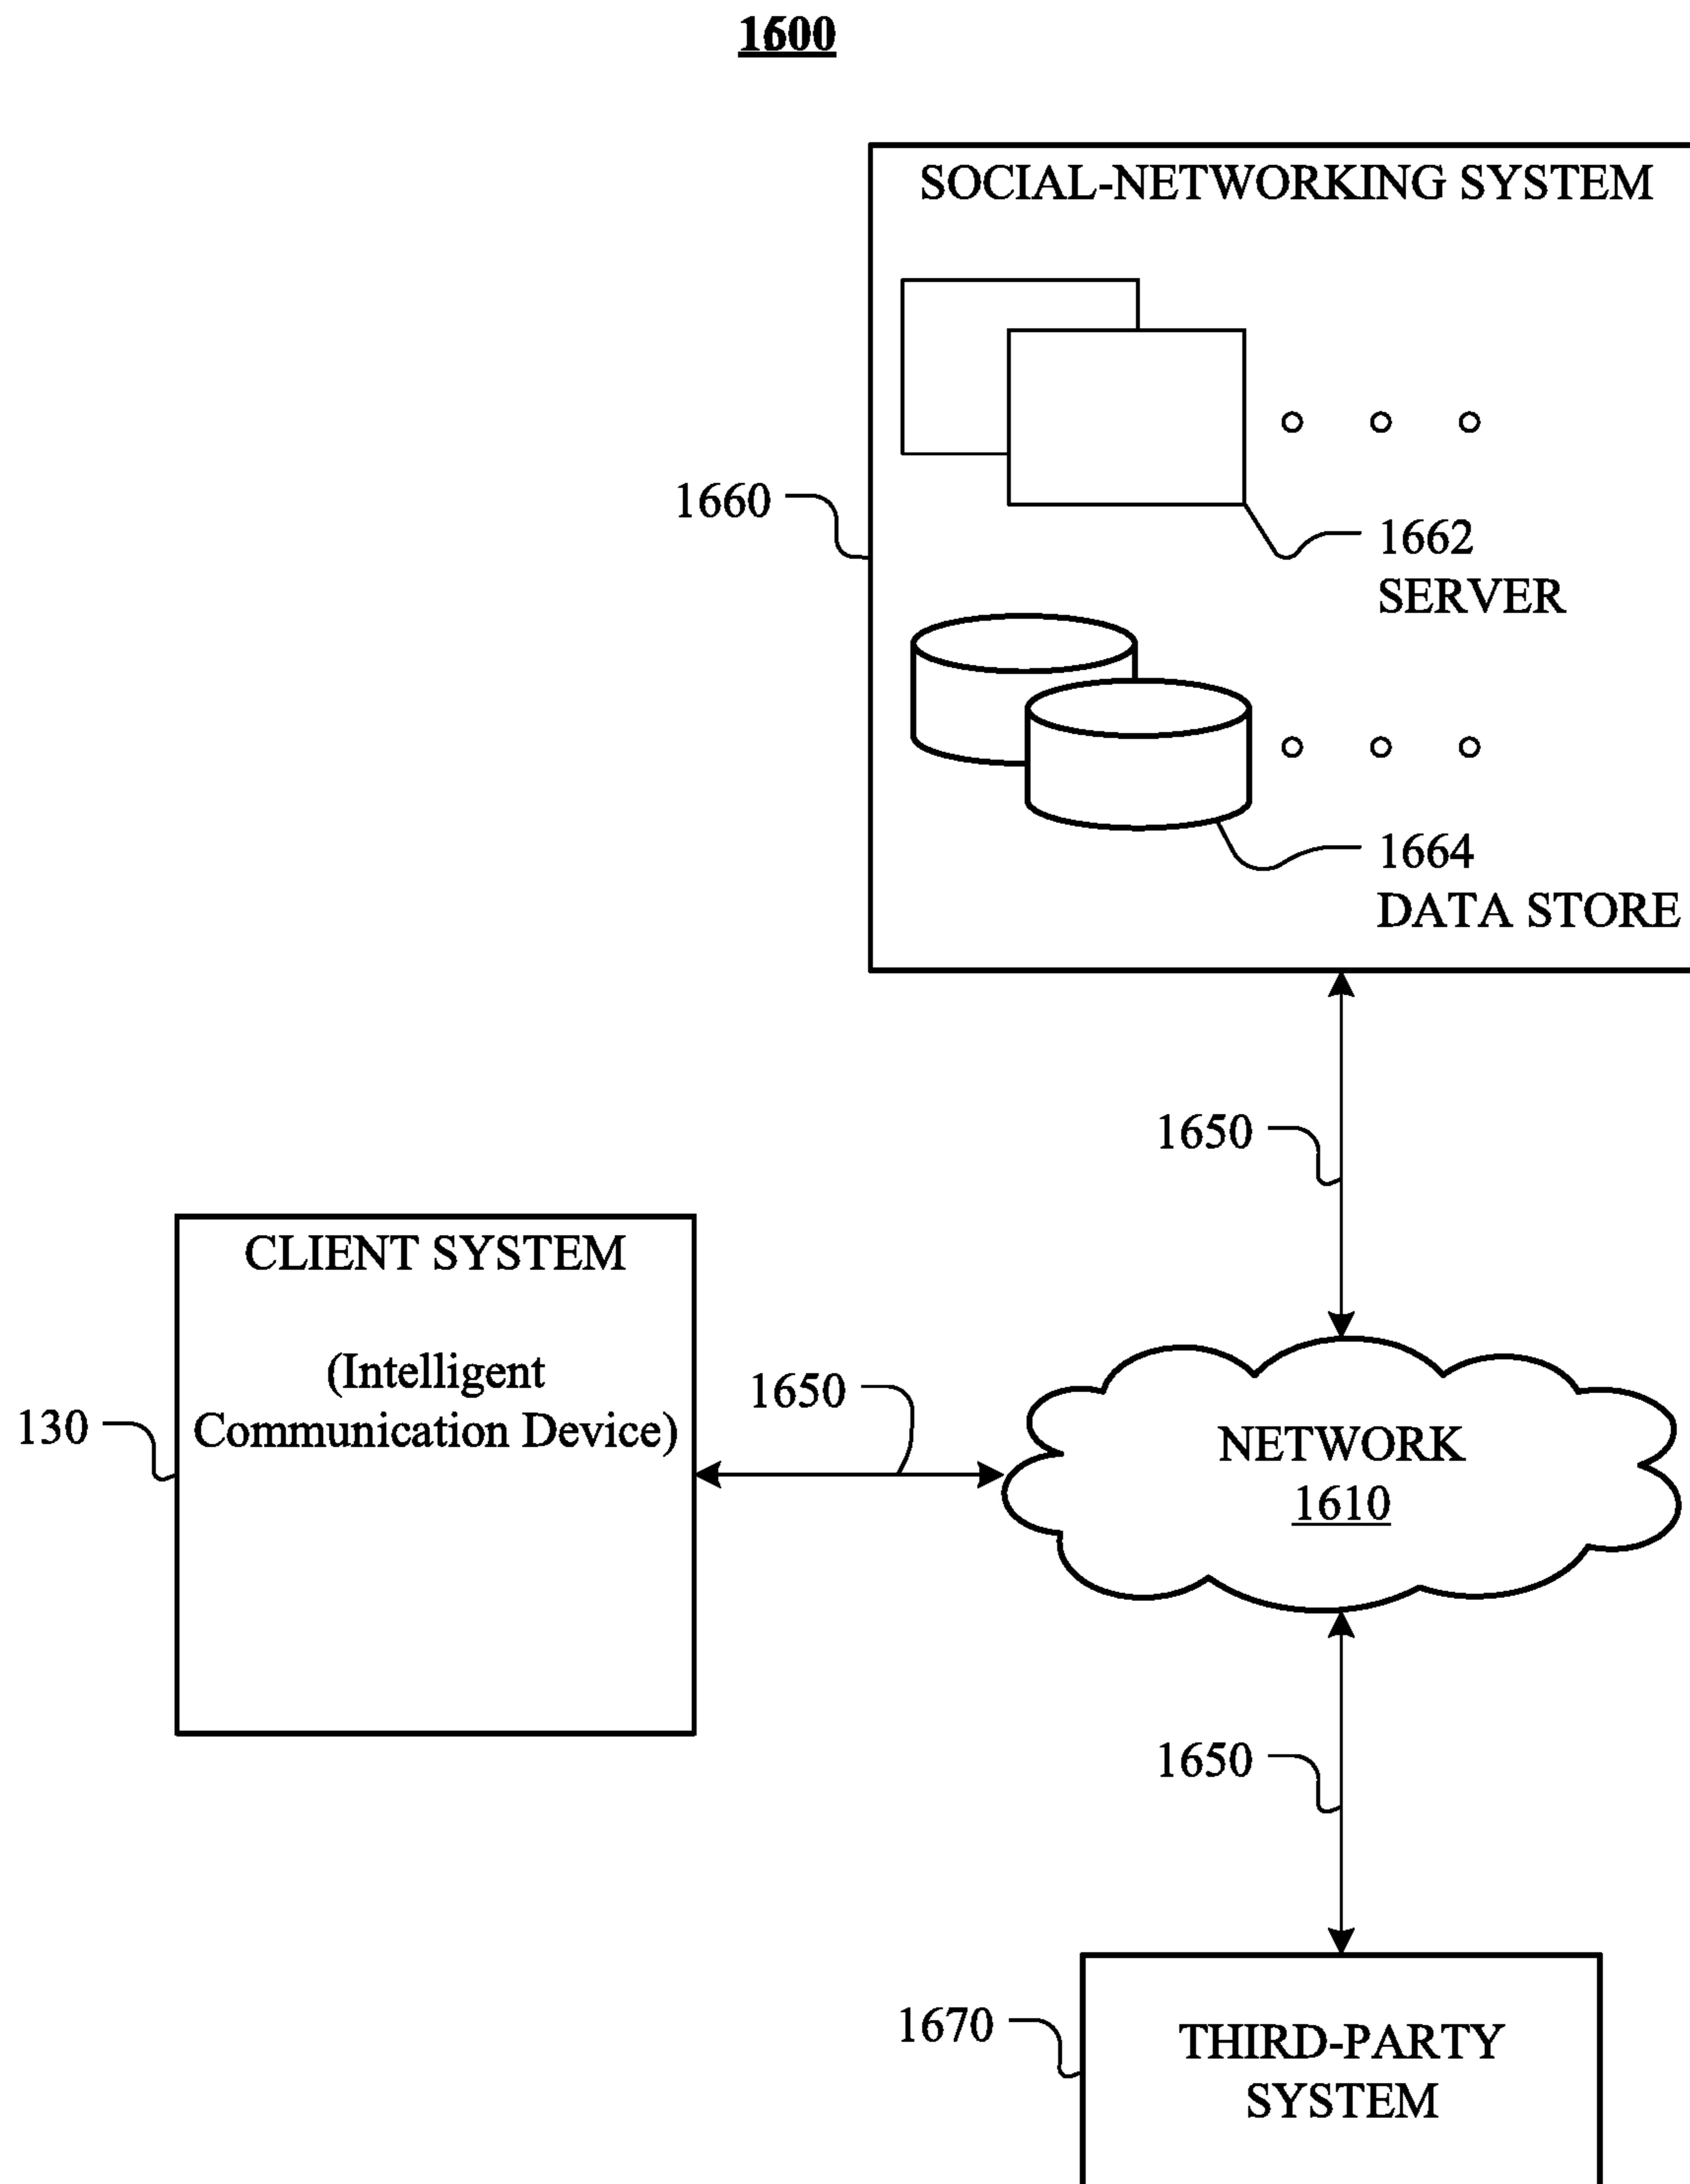 1600
SOCIAL-NETWORKING SYSTEM
1660
1662
SERVER
1664
DATA STORE
1650
CLIENT SYSTEM
(Intelligent
Communication Device)
130
1650
NETWORK
1610
1650
1670
THIRD-PARTY
SYSTEM